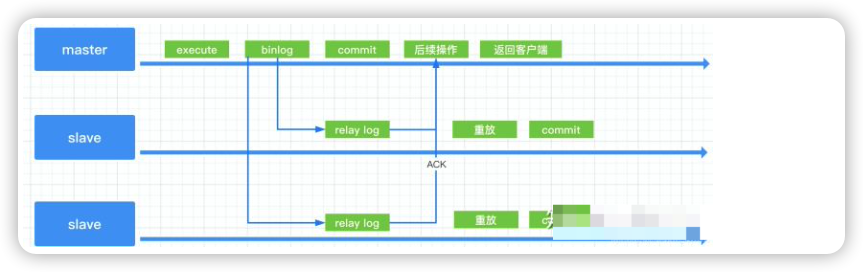 master
execute
binlog
commit
后续操作
返回客户端
slave
relay log
重放
commit
ACK
slave
relay log
重放